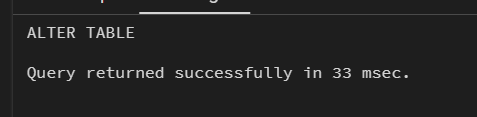 ALTER TABLE
Query returned successfully in 33 msec.